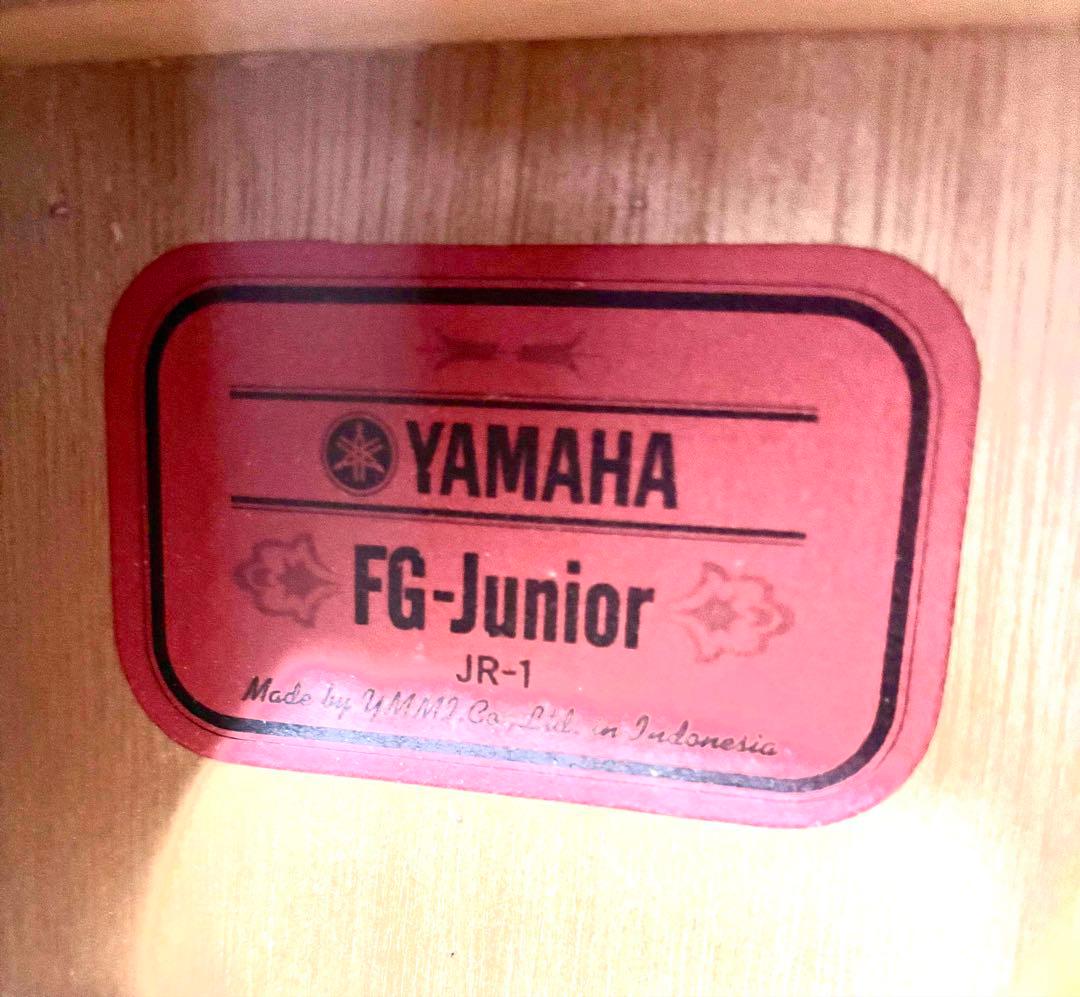 YAMAHA
FG-Junior
JR-1
Made by YMMI Co., Ltd. in Indonesia